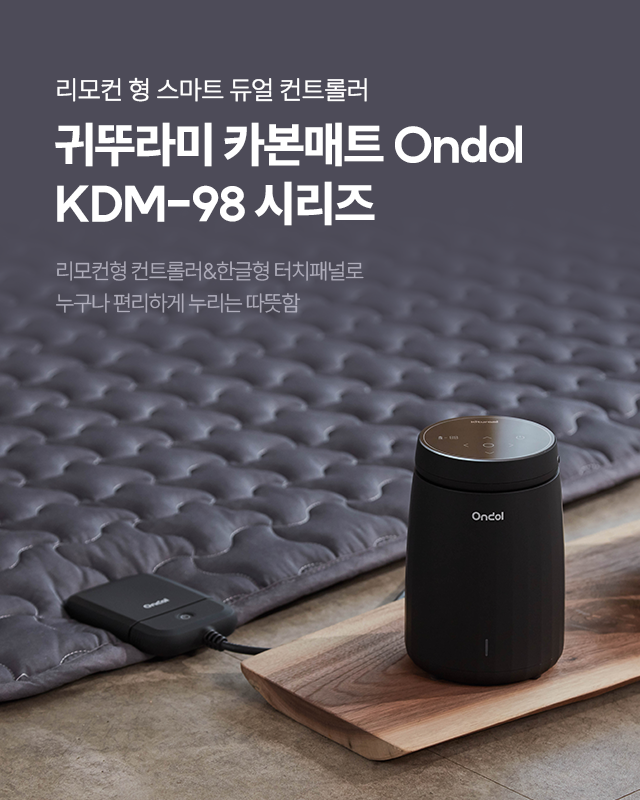 리모컨 형 스마트 듀얼 컨트롤러
귀뚜라미 카본매트 Ondol
KDM-98 시리즈
리모컨형 컨트롤러&한글형 터치패널로
누구나 편리하게 누리는 따뜻함
Ondol
Ondol